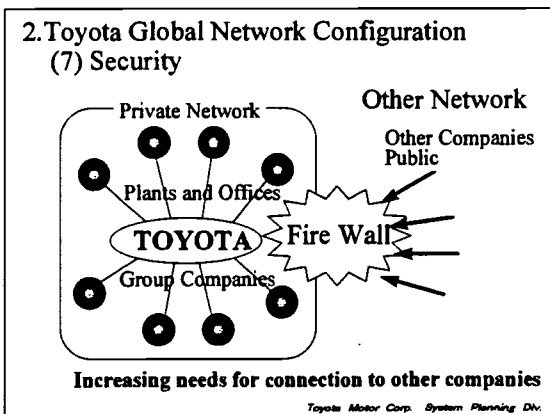 2.Toyota Global Network Configuration
(7) Security
Private Network
Other Network
Other Companies
Public
Plants and Offices
TOYOTA
Fire Wall
Group Companies
Increasing needs for connection to other companies
Toyota Motor Corp. System Planning Div.